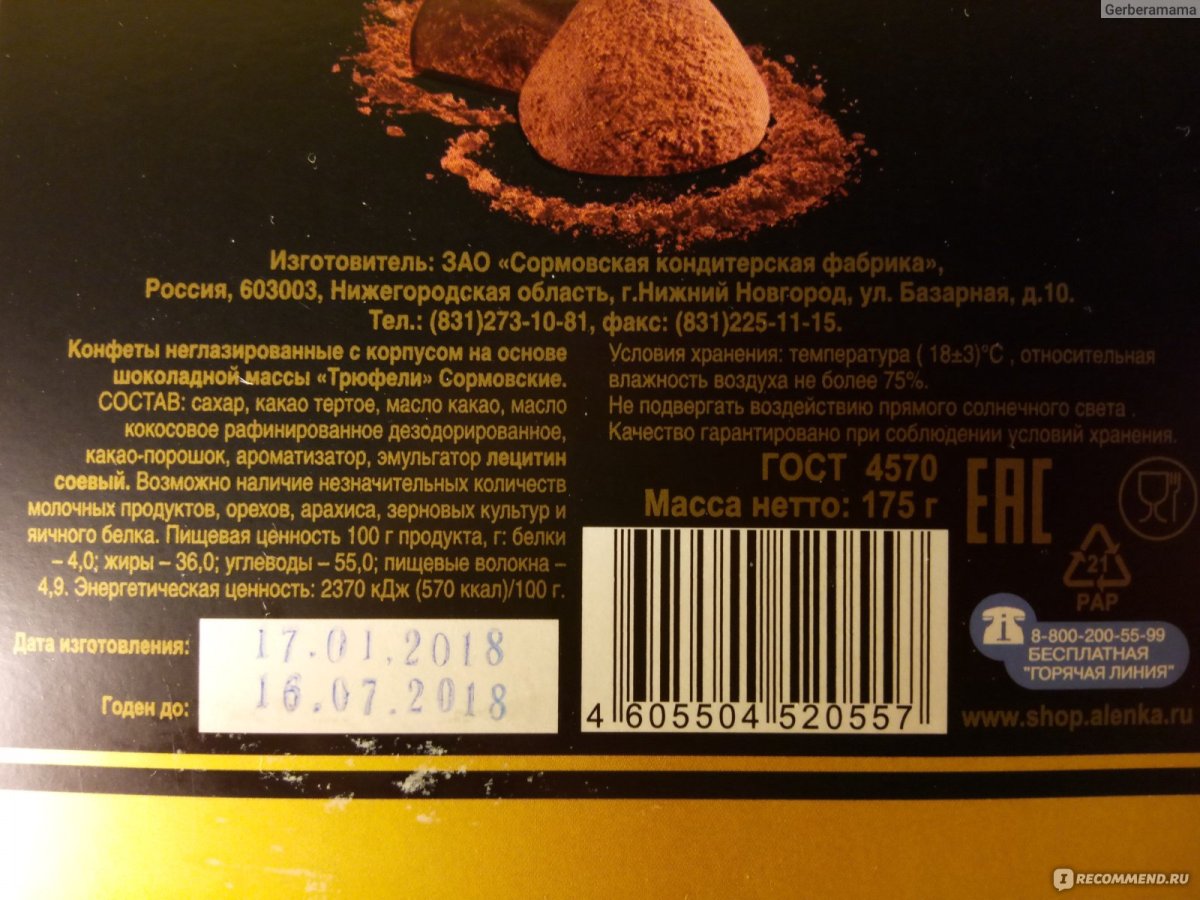 Gerberamama
Изготовитель: ЗАО «Сормовская кондитерская фабрика»,
Россия, 603003, Нижегородская область, г.Нижний Новгород, ул. Базарная, д.10.
Тел.: (831)273-10-81, факс: (831)225-11-15.
Конфеты неглазированные с корпусом на основе
шоколадной массы «Трюфели» Сормовские.
СОСТАВ: сахар, какао тертое, масло какао, масло
кокосовое рафинированное дезодорированное,
какао-порошок, ароматизатор, эмульгатор лецитин
соевый. Возможно наличие незначительных количеств
молочных продуктов, орехов, арахиса, зерновых культур и
яичного белка. Пищевая ценность 100 г продукта, г: белки
– 4,0; жиры – 36,0; углеводы – 55,0; пищевые волокна –
4,9. Энергетическая ценность: 2370 кДж (570 ккал)/100 г.
Дата изготовления: 17.01.2018
Годен до: 16.07.2018
Условия хранения: температура ( 18±3)°C , относительная
влажность воздуха не более 75%.
Не подвергать воздействию прямого солнечного света .
Качество гарантировано при соблюдении условий хранения.
ГОСТ 4570
Масса нетто: 175 г
EAC
21
PAP
4 605504 520557
8-800-200-55-99
БЕСПЛАТНАЯ
"ГОРЯЧАЯ ЛИНИЯ"
www.shop.alenka.ru
IRECOMMEND.RU